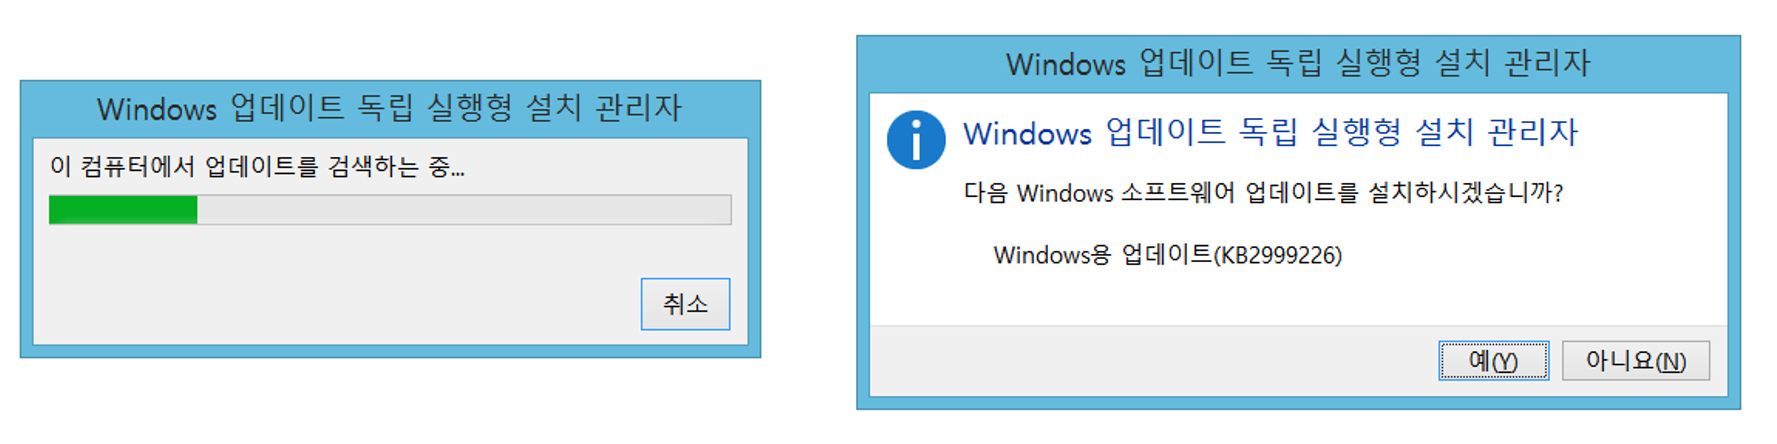 Windows 업데이트 독립 실행형 설치 관리자
이 컴퓨터에서 업데이트를 검색하는 중...
취소
Windows 업데이트 독립 실행형 설치 관리자
Windows 업데이트 독립 실행형 설치 관리자
다음 Windows 소프트웨어 업데이트를 설치하시겠습니까?
Windows용 업데이트(KB2999226)
예(Y) 아니요(N)